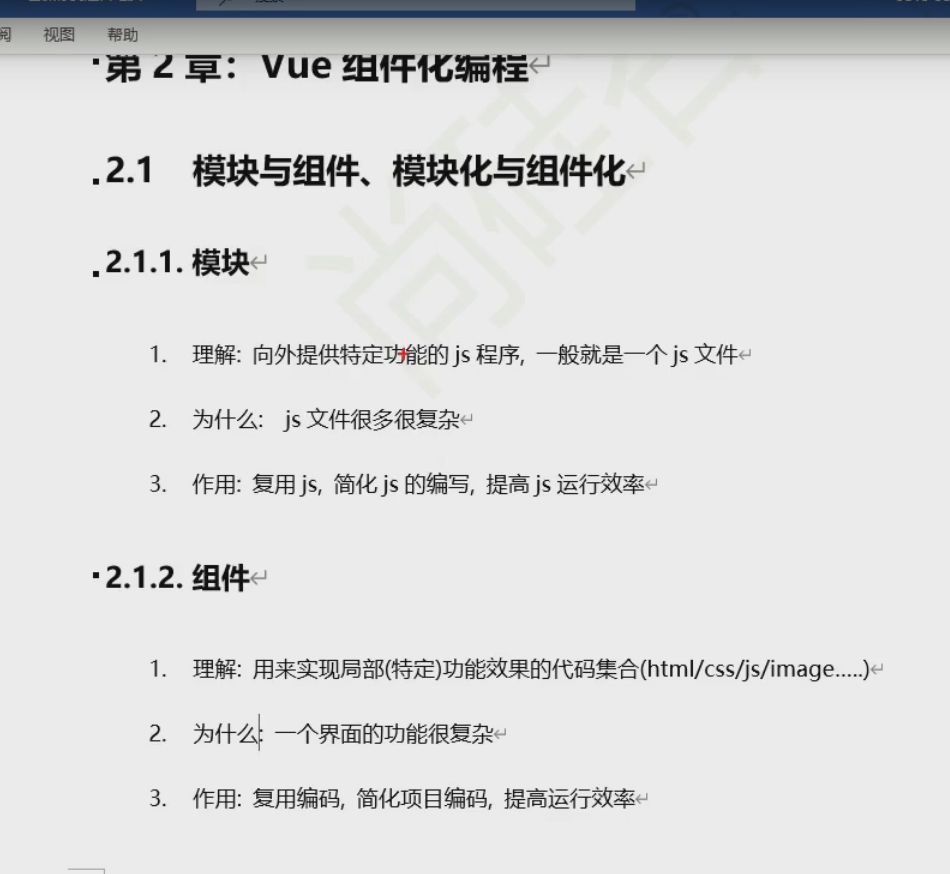 视图 帮助
第 2 章：Vue 组件化编程
2.1 模块与组件、模块化与组件化
2.1.1. 模块
1. 理解: 向外提供特定功能的 js 程序, 一般就是一个 js 文件
2. 为什么: js 文件很多很复杂
3. 作用: 复用 js, 简化 js 的编写, 提高 js 运行效率
2.1.2. 组件
1. 理解: 用来实现局部(特定)功能效果的代码集合(html/css/js/image.....)
2. 为什么: 一个界面的功能很复杂
3. 作用: 复用编码, 简化项目编码, 提高运行效率
尚硅谷